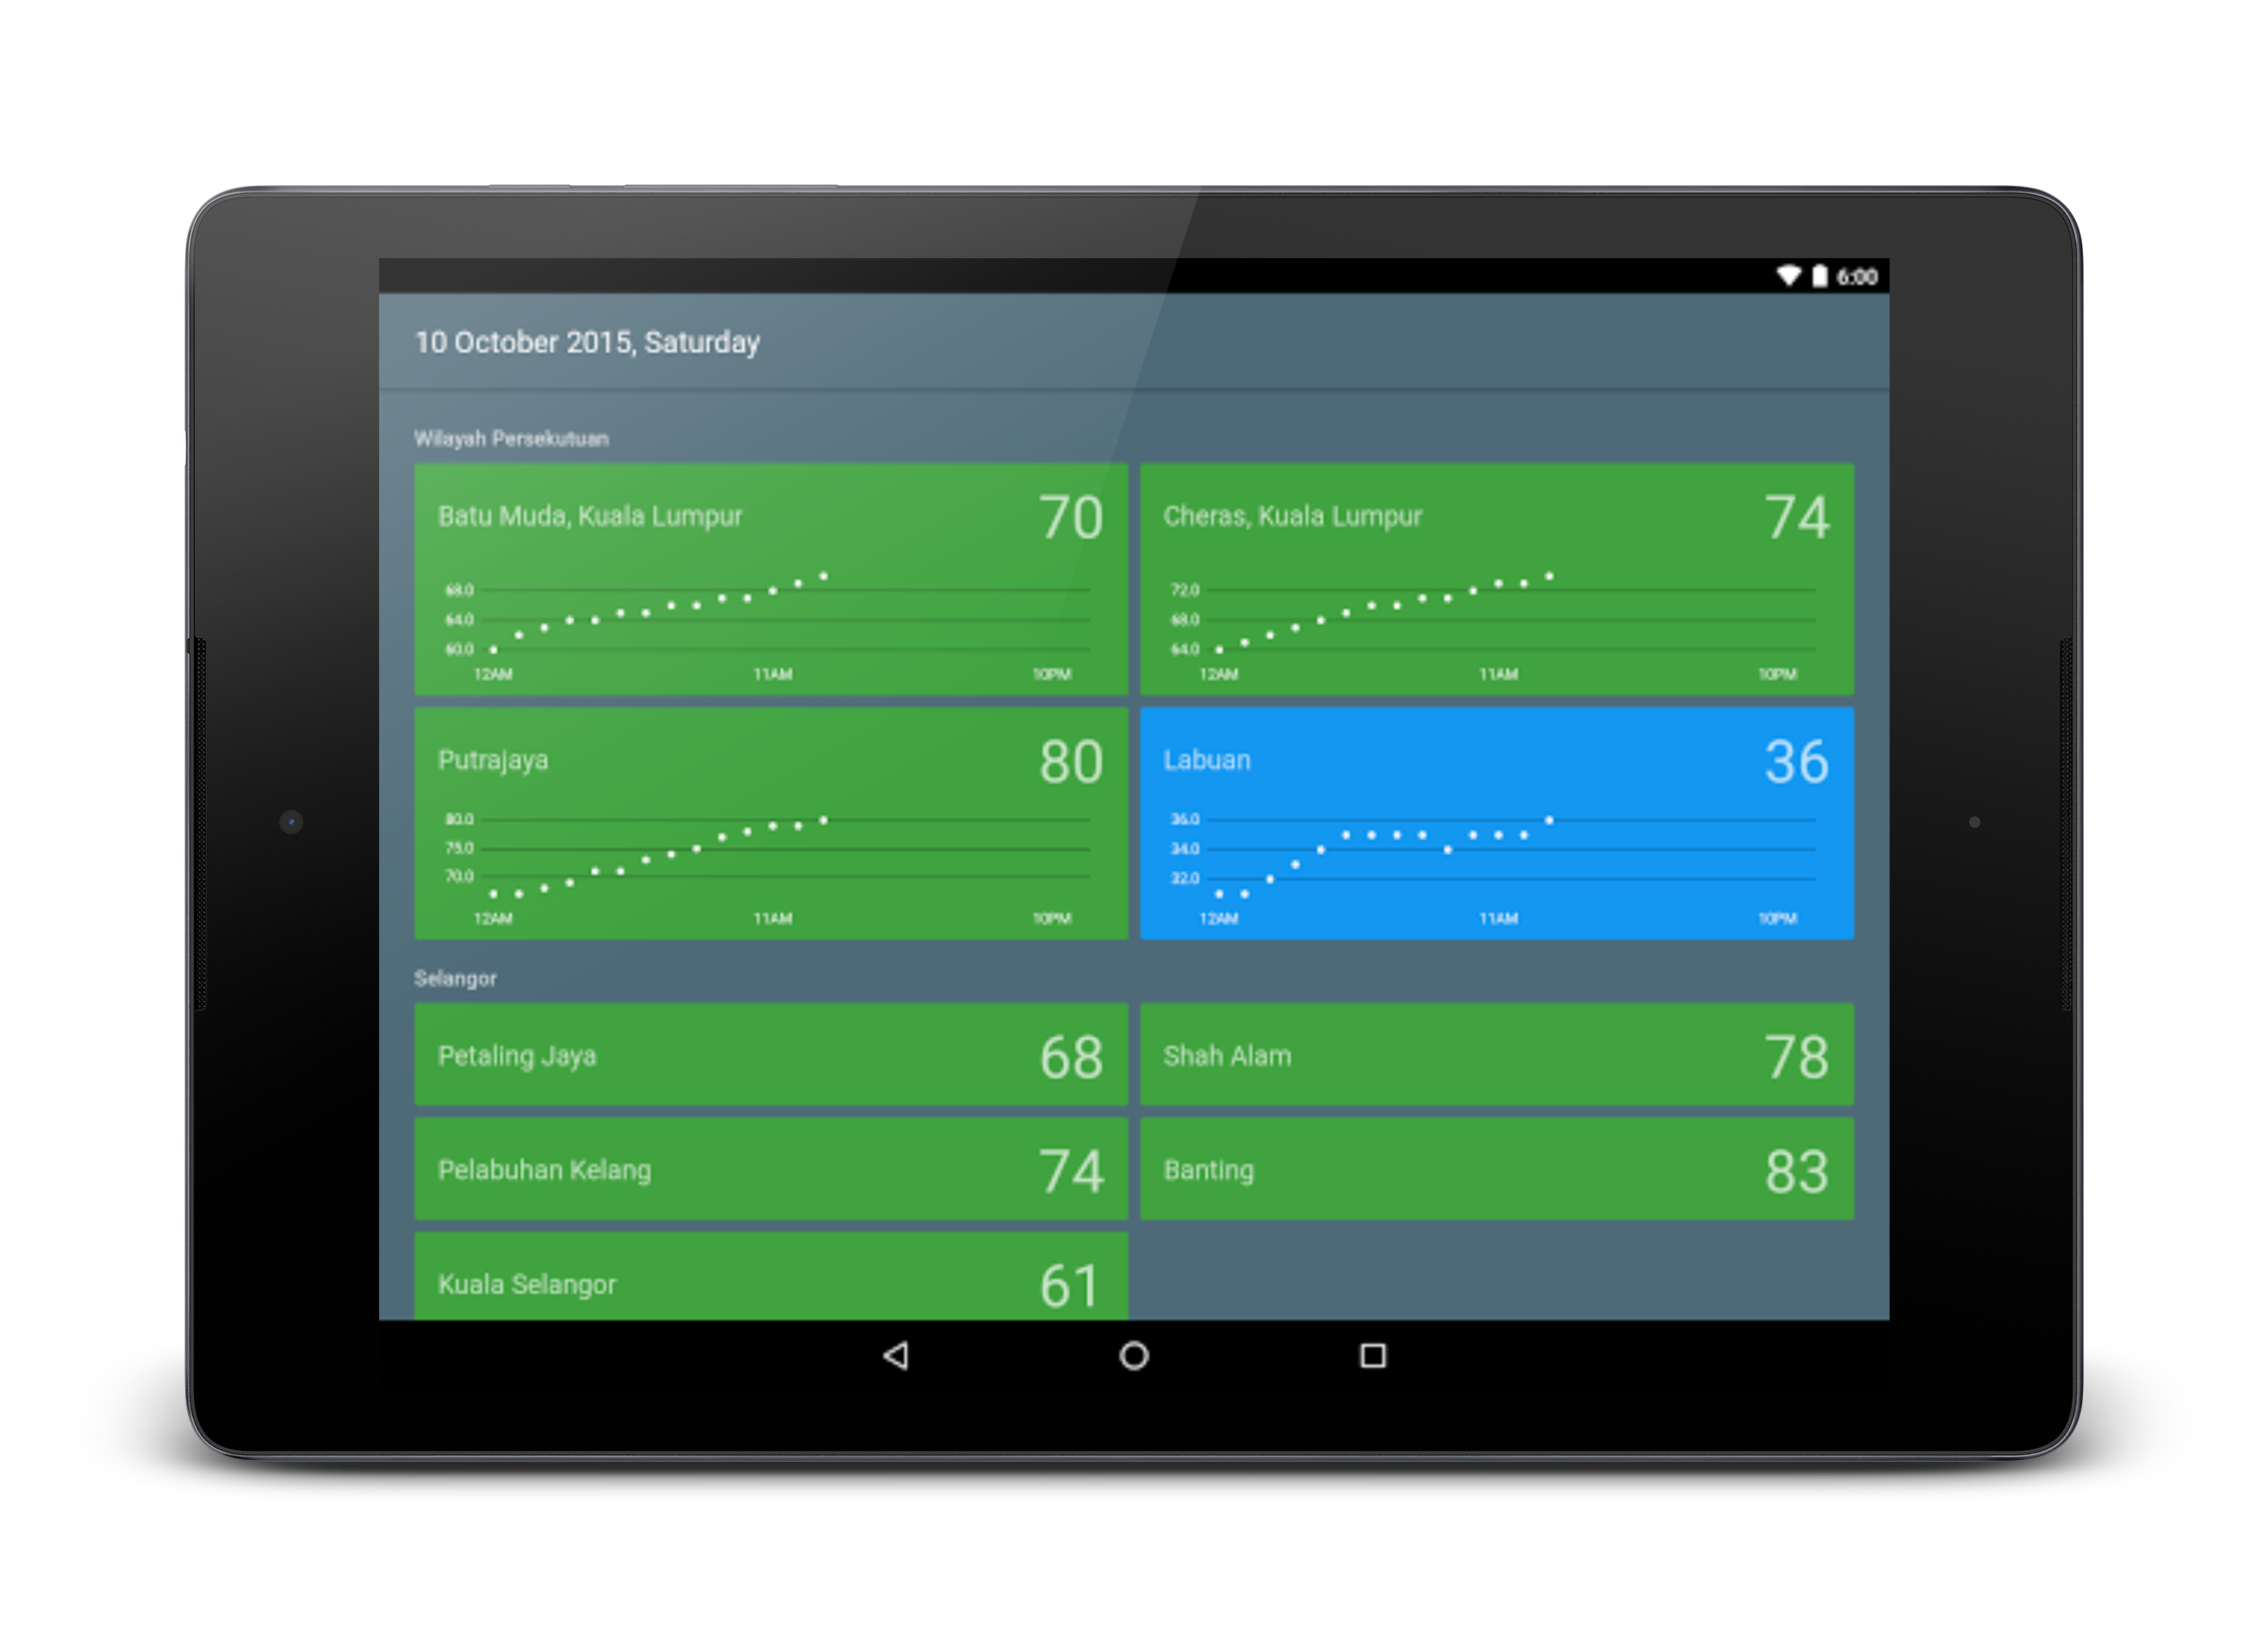 6:00
10 October 2015, Saturday
Wilayah Persekutuan
Batu Muda, Kuala Lumpur 70
68.0
64.0
60.0
12AM 11AM 10PM
Cheras, Kuala Lumpur 74
72.0
68.0
64.0
12AM 11AM 10PM
Putrajaya 80
80.0
75.0
70.0
12AM 11AM 10PM
Labuan 36
36.0
34.0
32.0
12AM 11AM 10PM
Selangor
Petaling Jaya 68
Shah Alam 78
Pelabuhan Kelang 74
Banting 83
Kuala Selangor 61